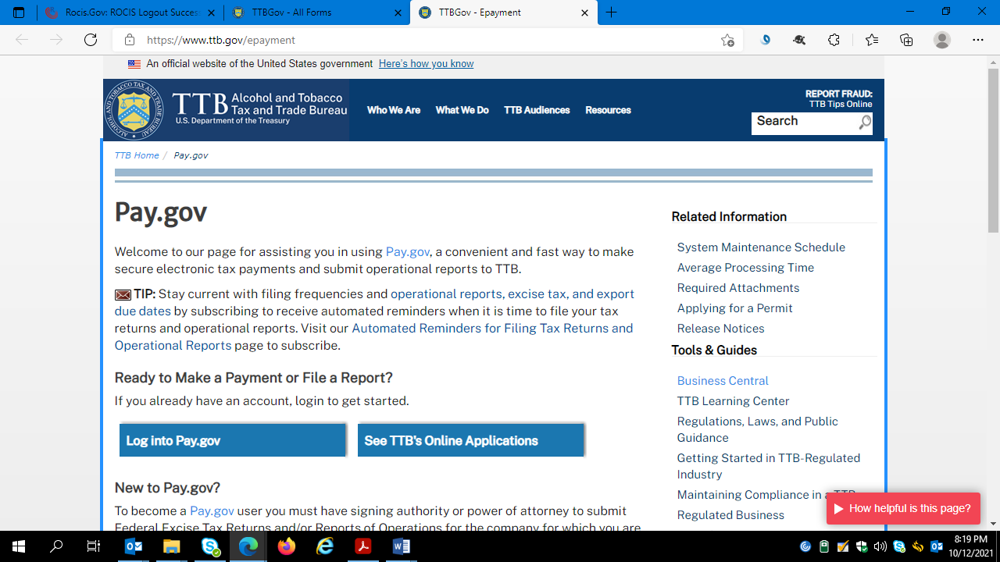 Rocis.Gov: ROCIS Logout Succes
TTBGov - All Forms
TTBGov - Epayment
https://www.ttb.gov/epayment
An official website of the United States government Here's how you know
TTB Alcohol and Tobacco
Tax and Trade Bureau
U.S. Department of the Treasury
ALCOHOL AND TOBACCO TAX AND TRADE BUREAU
Who We Are What We Do TTB Audiences Resources
REPORT FRAUD:
TTB Tips Online
Search
TTB Home / Pay.gov
Pay.gov
Welcome to our page for assisting you in using Pay.gov, a convenient and fast way to make
secure electronic tax payments and submit operational reports to TTB.
TIP: Stay current with filing frequencies and operational reports, excise tax, and export
due dates by subscribing to receive automated reminders when it is time to file your tax
returns and operational reports. Visit our Automated Reminders for Filing Tax Returns and
Operational Reports page to subscribe.
Ready to Make a Payment or File a Report?
If you already have an account, login to get started.
Log into Pay.gov
See TTB's Online Applications
New to Pay.gov?
To become a Pay.gov user you must have signing authority or power of attorney to submit
Federal Excise Tax Returns and/or Reports of Operations for the company for which you are
Related Information
System Maintenance Schedule
Average Processing Time
Required Attachments
Applying for a Permit
Release Notices
Tools & Guides
Business Central
TTB Learning Center
Regulations, Laws, and Public
Guidance
Getting Started in TTB-Regulated
Industry
Maintaining Compliance in a TTB
Regulated Business
How helpful is this page?
8:19 PM
10/12/2021